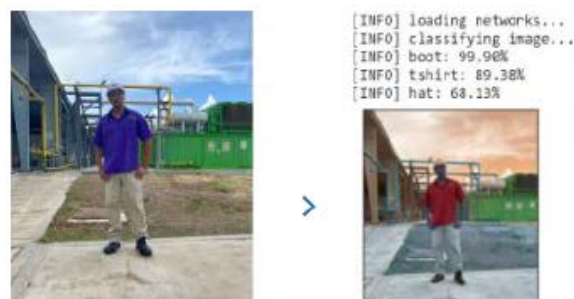 [INFO] loading networks...
[INFO] classifying image...
[INFO] boot: 99.90%
[INFO] tshirt: 89.38%
[INFO] hat: 68.13%